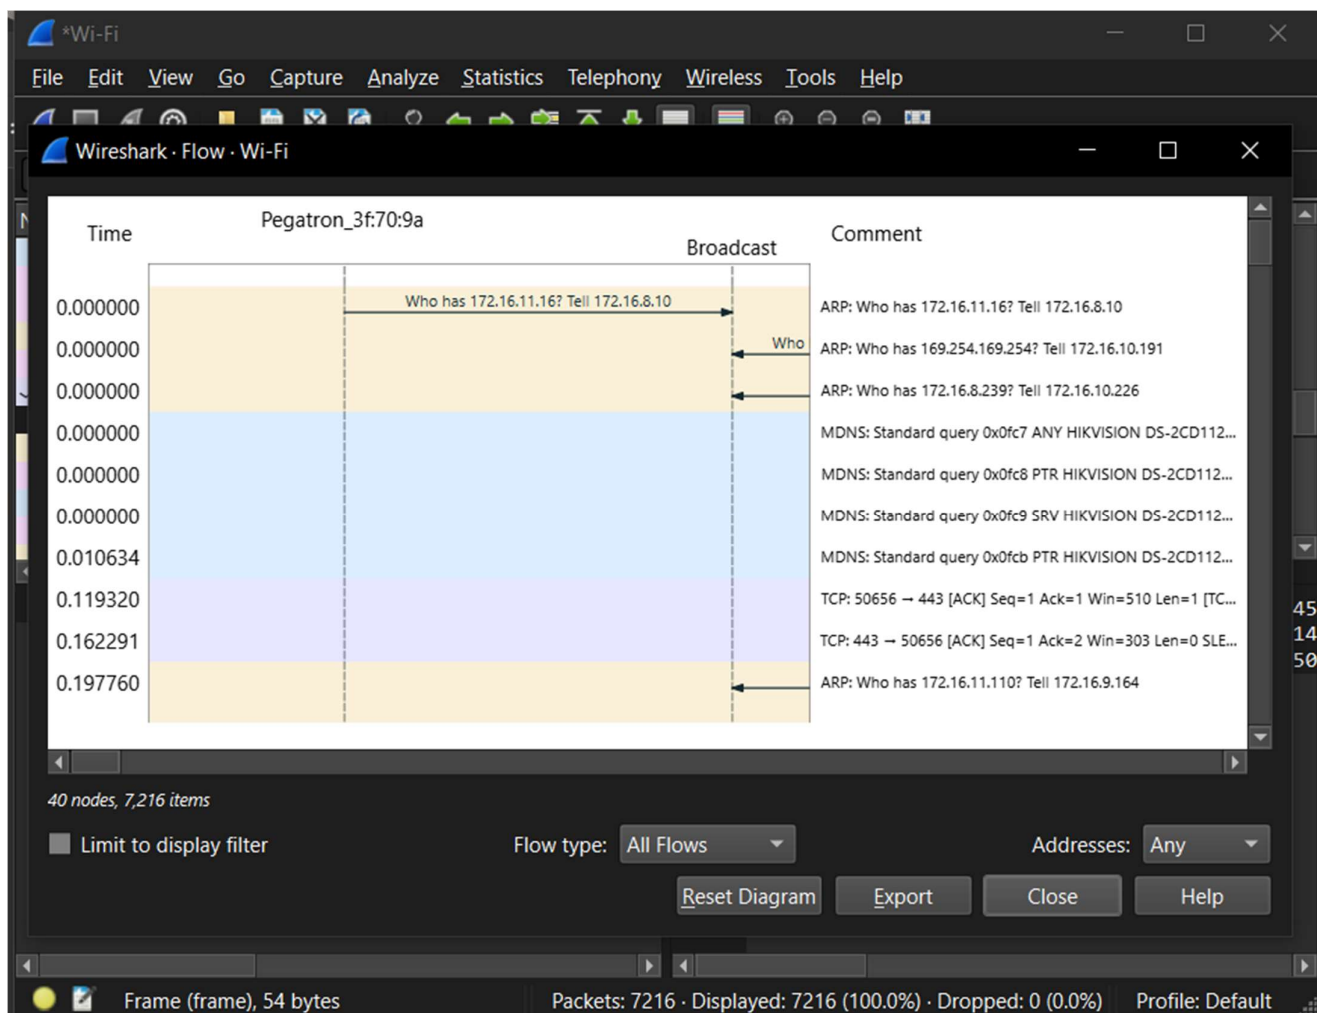 *Wi-Fi
File Edit View Go Capture Analyze Statistics Telephony Wireless Tools Help
Wireshark · Flow · Wi-Fi
Time Pegatron_3f:70:9a Broadcast Comment
0.000000 Who has 172.16.11.16? Tell 172.16.8.10 ARP: Who has 172.16.11.16? Tell 172.16.8.10
0.000000 Who ARP: Who has 169.254.169.254? Tell 172.16.10.191
0.000000 ARP: Who has 172.16.8.239? Tell 172.16.10.226
0.000000 MDNS: Standard query 0x0fc7 ANY HIKVISION DS-2CD112...
0.000000 MDNS: Standard query 0x0fc8 PTR HIKVISION DS-2CD112...
0.000000 MDNS: Standard query 0x0fc9 SRV HIKVISION DS-2CD112...
0.010634 MDNS: Standard query 0x0fcb PTR HIKVISION DS-2CD112...
0.119320 TCP: 50656 → 443 [ACK] Seq=1 Ack=1 Win=510 Len=1 [TC...
45
0.162291 TCP: 443 → 50656 [ACK] Seq=1 Ack=2 Win=303 Len=0 SLE...
14
50
0.197760 ARP: Who has 172.16.11.110? Tell 172.16.9.164
40 nodes, 7,216 items
Limit to display filter Flow type: All Flows Addresses: Any
Reset Diagram Export Close Help
Frame (frame), 54 bytes Packets: 7216 · Displayed: 7216 (100.0%) · Dropped: 0 (0.0%) Profile: Default